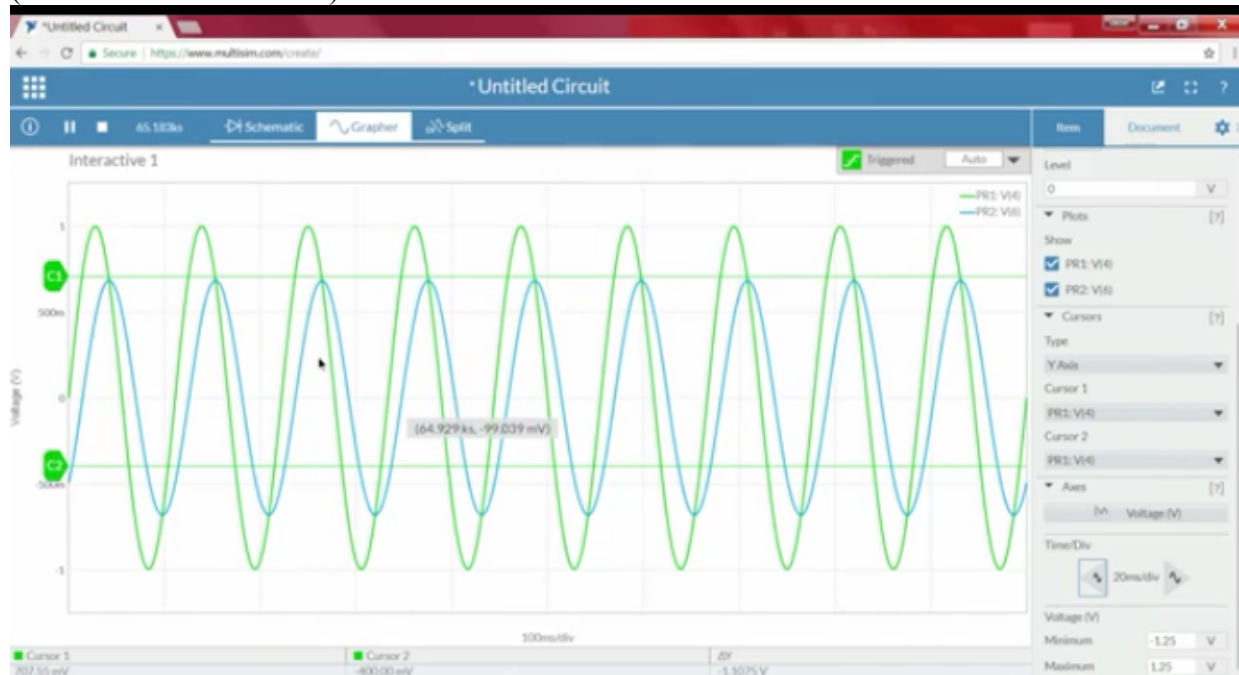 *Untitled Circuit
Secure | https://www.multisim.com/create/
*Untitled Circuit
Schematic Grapher Split
Item Document
Interactive 1
Triggered Auto
PR1: V(4)
PR2: V(6)
1
C1
500m
0
C2
-500m
-1
Voltage (V)
(64.929 ks, -99.039 mV)
100ms/div
Cursor 1 Cursor 2 ΔY
707.55 mV -400.00 mV -1.1075 V
Level
0 V
Plots [?]
Show
PR1: V(4)
PR2: V(6)
Cursors [?]
Type
Y Axis
Cursor 1
PR1: V(4)
Cursor 2
PR1: V(4)
Axes [?]
Voltage (V)
Time/Div
20ms/div
Voltage (V)
Minimum -1.25 V
Maximum 1.25 V